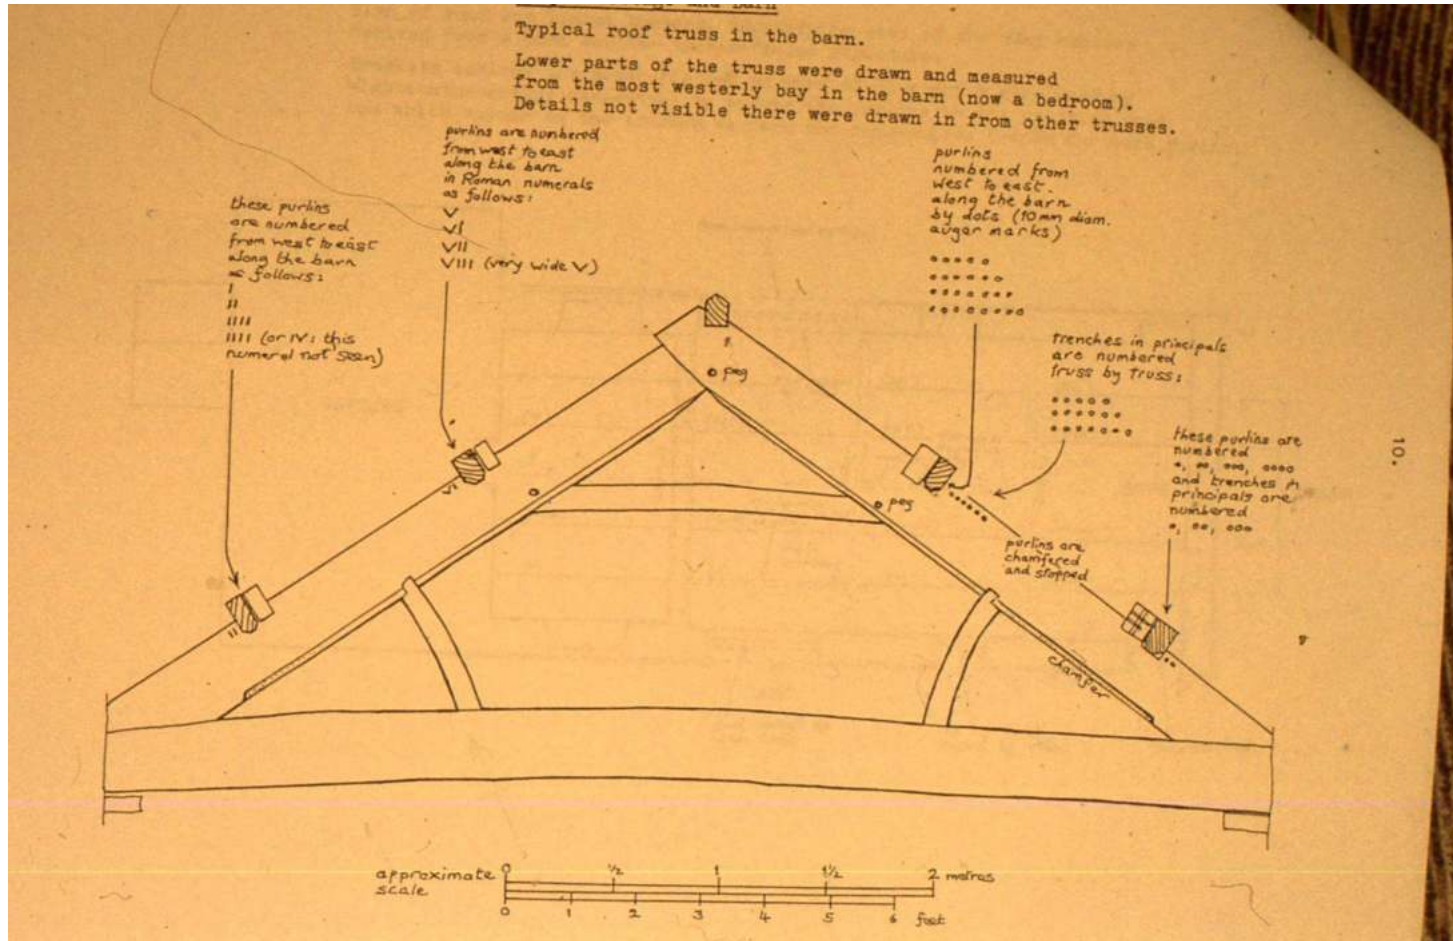 and Barn
Typical roof truss in the barn.
Lower parts of the truss were drawn and measured
from the most westerly bay in the barn (now a bedroom).
Details not visible there were drawn in from other trusses.
these purlins
are numbered
from west to east
along the barn
as follows:
I
II
IIII
IIII (or IV: this
numeral not seen)
purlins are numbered
from west to east
along the barn
in Roman numerals
as follows:
V
VI
VII
VIII (very wide V)
purlins
numbered from
west to east.
along the barn
by dots (10mm diam.
auger marks)
trenches in principals
are numbered
truss by truss:
these purlins are
numbered
•, ••, •••, ••••
and trenches in
principals are
numbered
•, ••, •••
10.
peg
VI
peg
purlins are
chamfered
and stopped
II
chamfer
approximate
scale
0 ½ 1 1½ 2 metres
0 1 2 3 4 5 6 feet